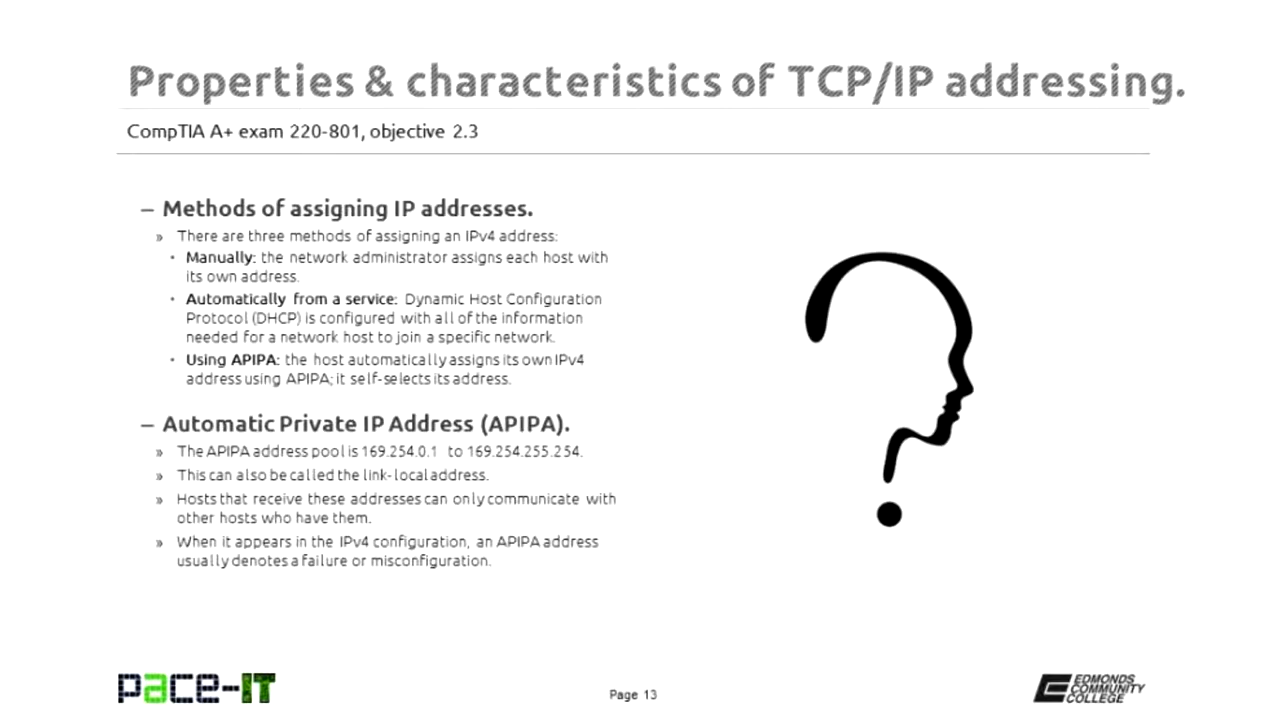 Properties & characteristics of TCP/IP addressing.
CompTIA A+ exam 220-801, objective 2.3
– Methods of assigning IP addresses.
» There are three methods of assigning an IPv4 address:
• Manually: the network administrator assigns each host with
its own address.
• Automatically from a service: Dynamic Host Configuration
Protocol (DHCP) is configured with all of the information
needed for a network host to join a specific network.
• Using APIPA: the host automatically assigns its own IPv4
address using APIPA; it self-selects its address.
– Automatic Private IP Address (APIPA).
» The APIPA address pool is 169.254.0.1 to 169.254.255.254.
» This can also be called the link-local address.
» Hosts that receive these addresses can only communicate with
other hosts who have them.
» When it appears in the IPv4 configuration, an APIPA address
usually denotes a failure or misconfiguration.
pace-IT
Page 13
EDMONDS
COMMUNITY
COLLEGE